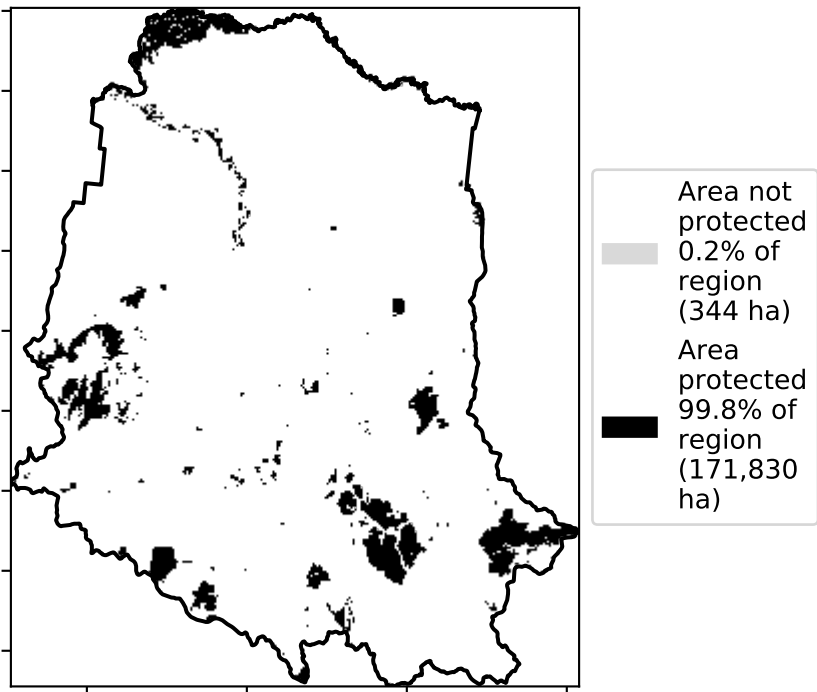 Area not
protected
0.2% of
region
(344 ha)
Area
protected
99.8% of
region
(171,830
ha)